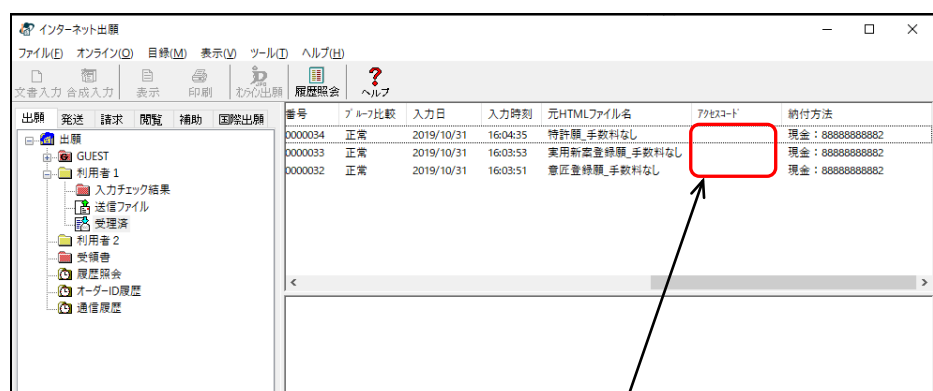 インターネット出願
ファイル(F) オンライン(O) 目録(M) 表示(V) ツール(T) ヘルプ(H)
文書入力 合成入力 表示 印刷 むらく出願 履歴照会 ヘルプ
出願 発送 請求 閲覧 補助 国際出願
出願
GUEST
利用者1
入力チェック結果
送信ファイル
受理済
利用者2
受領書
履歴照会
オーダーID履歴
通信履歴
番号 プルーフ比較 入力日 入力時刻 元HTMLファイル名 アクセスコード 納付方法
0000034 正常 2019/10/31 16:04:35 特許願_手数料なし 現金:88888888882
0000033 正常 2019/10/31 16:03:53 実用新案登録願_手数料なし 現金:88888888882
0000032 正常 2019/10/31 16:03:51 意匠登録願_手数料なし 現金:88888888882